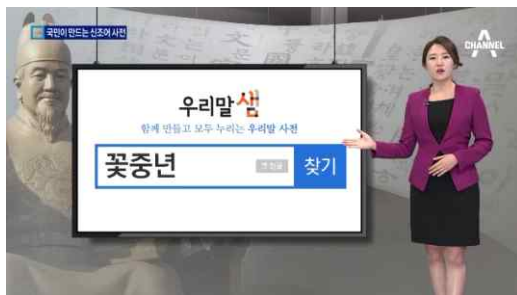 국민이 만드는 신조어 사전
CHANNEL
우리말샘
함께 만들고 모두 누리는 우리말 사전
꽃중년
찾기